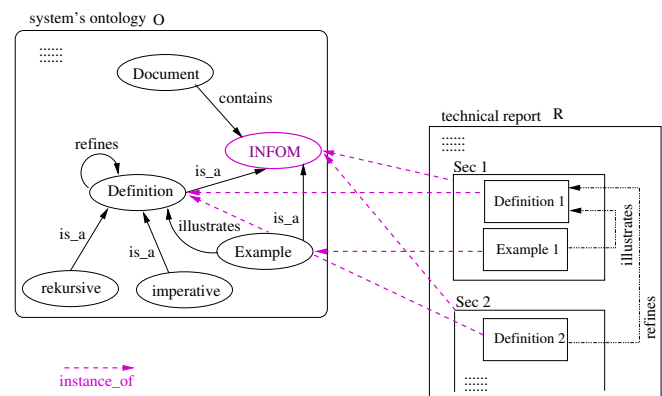 system's ontology O
Document
contains
technical report R
refines
INFOM
is_a
Sec 1
Definition
Definition 1
is_a
illustrates
is_a
is_a
Example
Example 1
illustrates
rekursive
imperative
Sec 2
refines
Definition 2
instance_of